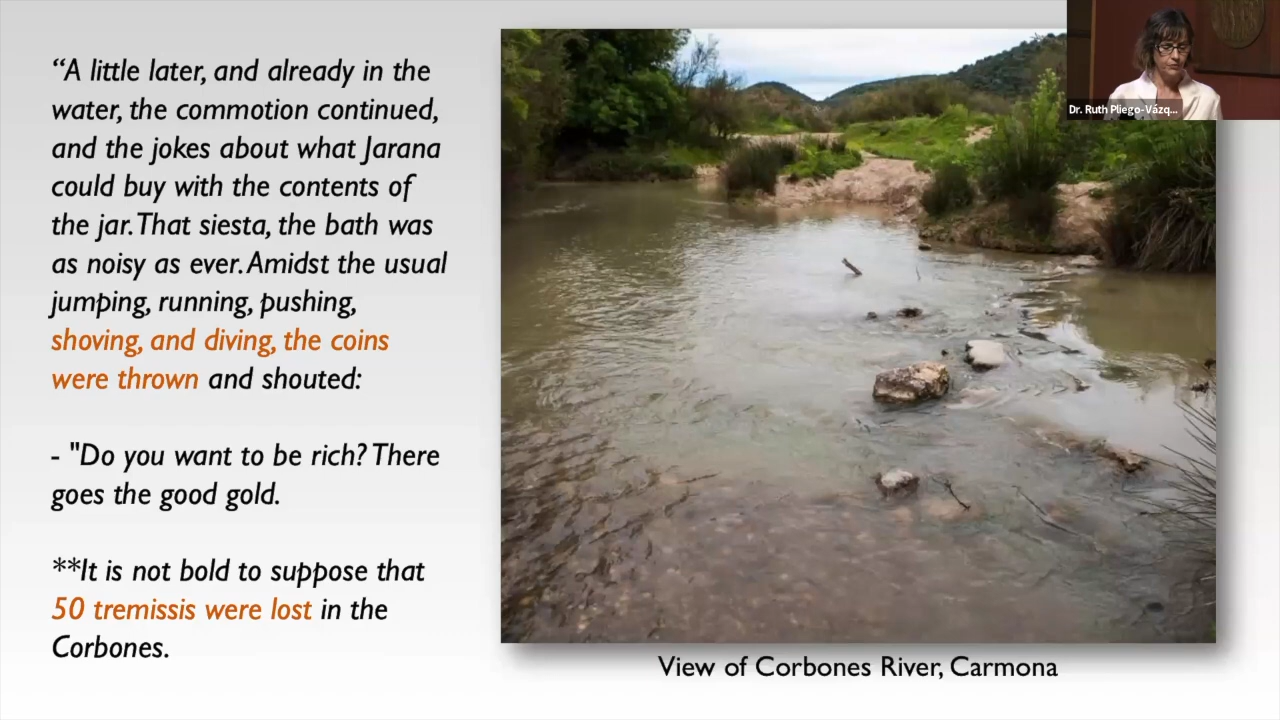 “A little later, and already in the
water, the commotion continued,
and the jokes about what Jarana
could buy with the contents of
the jar. That siesta, the bath was
as noisy as ever. Amidst the usual
jumping, running, pushing,
shoving, and diving, the coins
were thrown and shouted:
- "Do you want to be rich? There
goes the good gold.
**It is not bold to suppose that
50 tremissis were lost in the
Corbones.
View of Corbones River, Carmona
Dr. Ruth Pliego-Vázq...